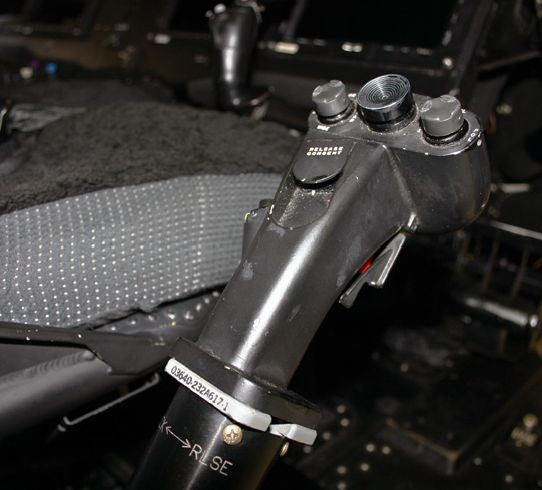 RELEASE
CONSENT
03640-232A617-1
K<->RLSE